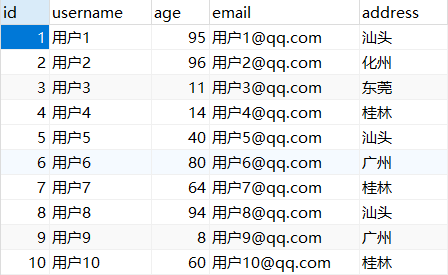 id username age email address
1 用户1 95 用户1@qq.com 汕头
2 用户2 96 用户2@qq.com 化州
3 用户3 11 用户3@qq.com 东莞
4 用户4 14 用户4@qq.com 桂林
5 用户5 40 用户5@qq.com 汕头
6 用户6 80 用户6@qq.com 广州
7 用户7 64 用户7@qq.com 桂林
8 用户8 94 用户8@qq.com 汕头
9 用户9 8 用户9@qq.com 广州
10 用户10 60 用户10@qq.com 桂林